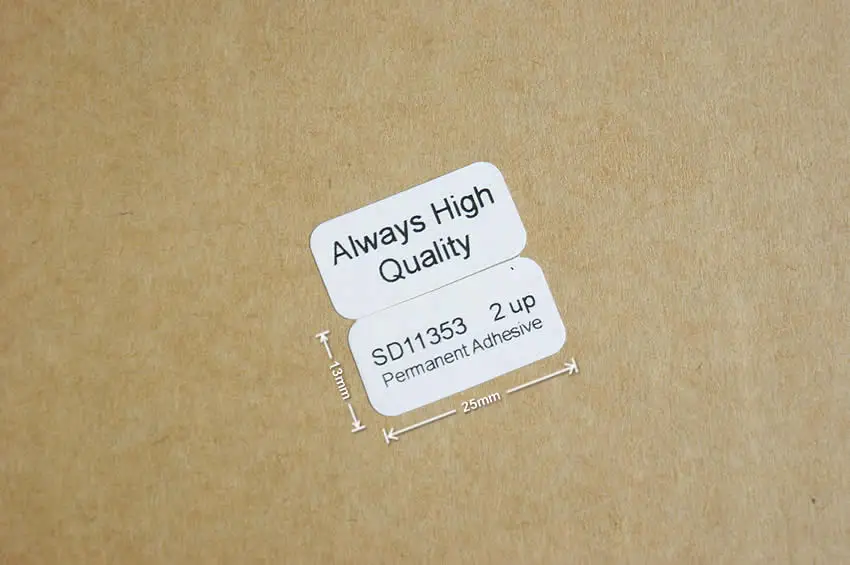 Always High
Quality
SD11353 2 up
Permanent Adhesive
13mm
25mm